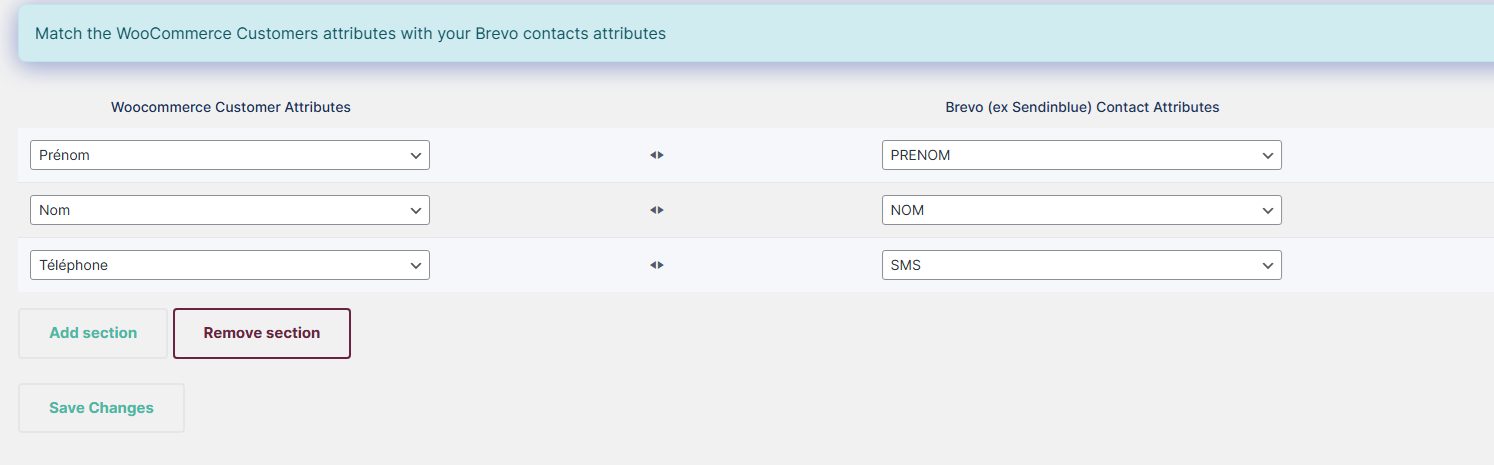 Match the WooCommerce Customers attributes with your Brevo contacts attributes
Woocommerce Customer Attributes
Brevo (ex Sendinblue) Contact Attributes
Prénom
PRENOM
Nom
NOM
Téléphone
SMS
Add section
Remove section
Save Changes